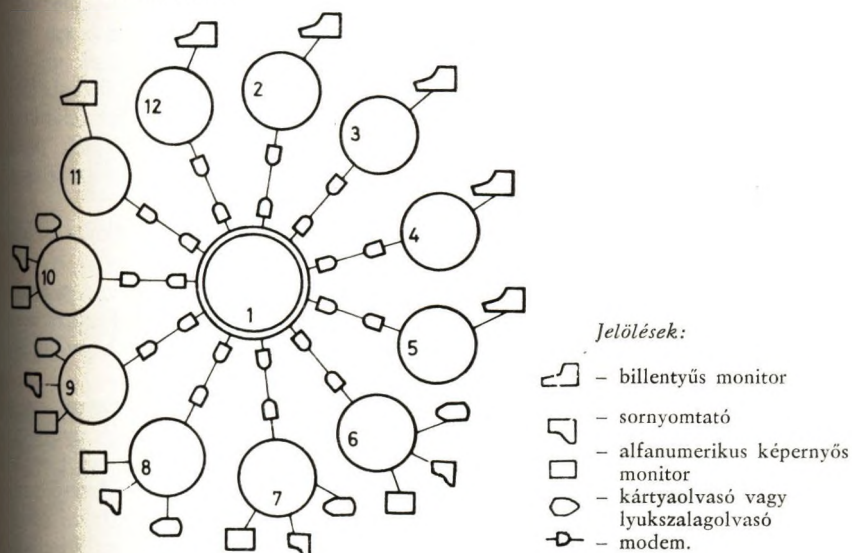 12
2
3
11
4
10
1
5
9
6
8
7
Jelölések:
– billentyűs monitor
– sornyomtató
– alfanumerikus képernyős
monitor
– kártyaolvasó vagy
lyukszalagolvasó
– modem.